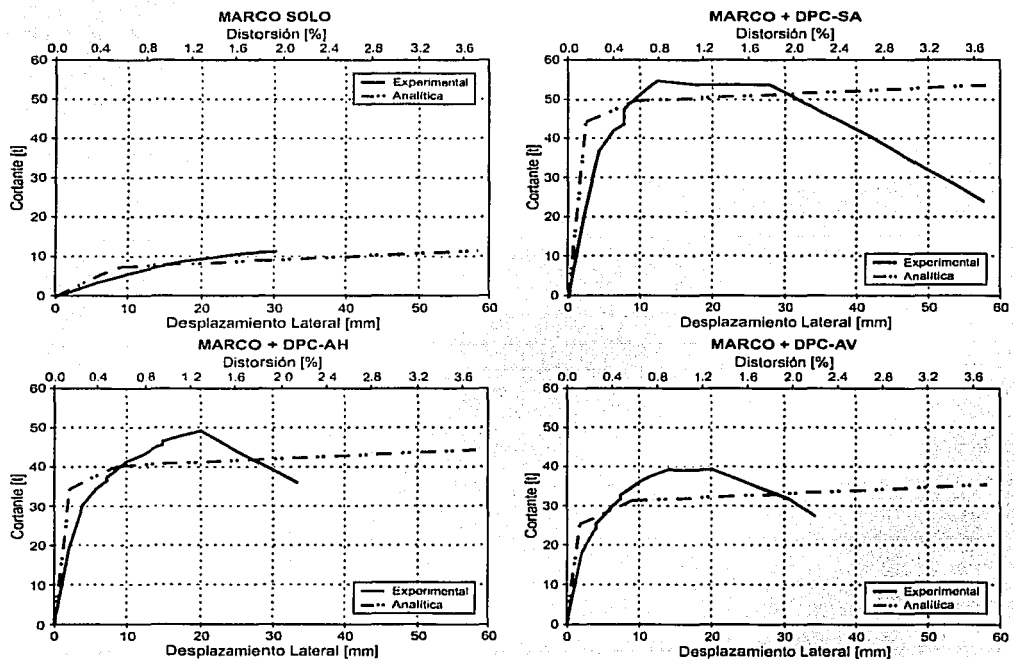 MARCO SOLO
Distorsión [%]
0.0 0.4 0.8 1.2 1.6 2.0 2.4 2.8 3.2 3.6
60
50
40
30
20
10
0
Cortante [t]
Experimental
Analítica
0 10 20 30 40 50 60
Desplazamiento Lateral [mm]
MARCO + DPC-SA
Distorsión [%]
0.0 0.4 0.8 1.2 1.6 2.0 2.4 2.8 3.2 3.6
60
50
40
30
20
10
0
Cortante [t]
Experimental
Analítica
0 10 20 30 40 50 60
Desplazamiento Lateral [mm]
MARCO + DPC-AH
Distorsión [%]
0.0 0.4 0.8 1.2 1.6 2.0 2.4 2.8 3.2 3.6
60
50
40
30
20
10
0
Cortante [t]
Experimental
Analítica
0 10 20 30 40 50 60
Desplazamiento Lateral [mm]
MARCO + DPC-AV
Distorsión [%]
0.0 0.4 0.8 1.2 1.6 2.0 2.4 2.8 3.2 3.6
60
50
40
30
20
10
0
Cortante [t]
Experimental
Analítica
0 10 20 30 40 50 60
Desplazamiento Lateral [mm]